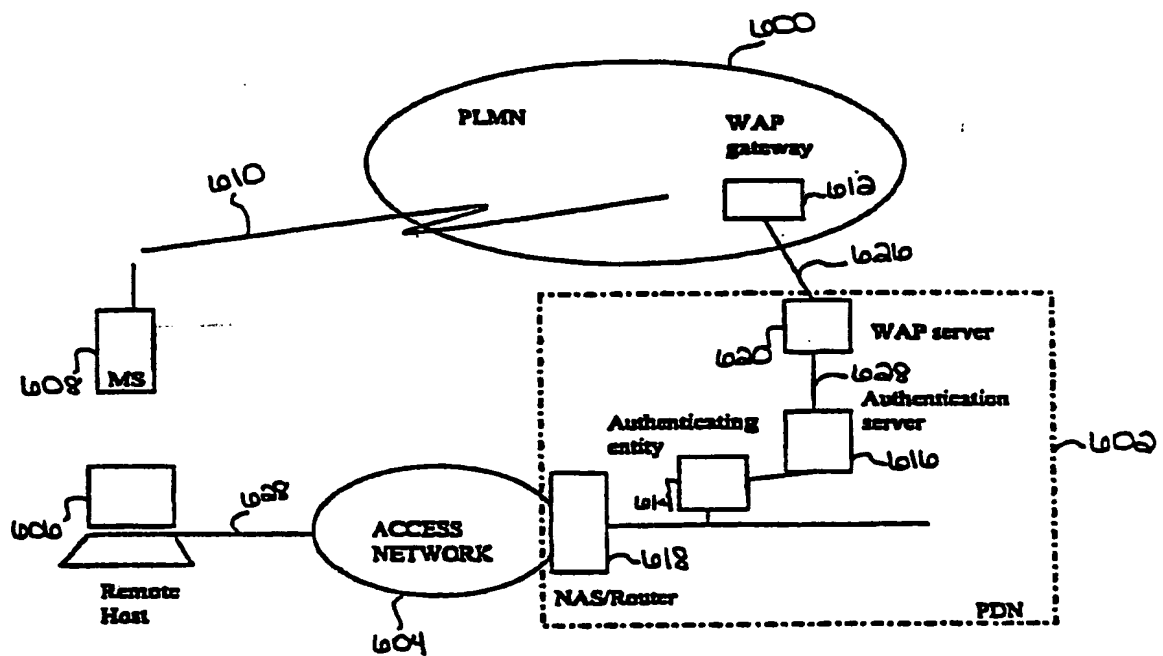 600
PLMN
WAP
gateway
610
612
626
WAP server
620
628
608
MS
Authentication
server
Authenticating
entity
602
616
606
628
614
ACCESS
NETWORK
618
Remote
Host
NAS/Router
PDN
604